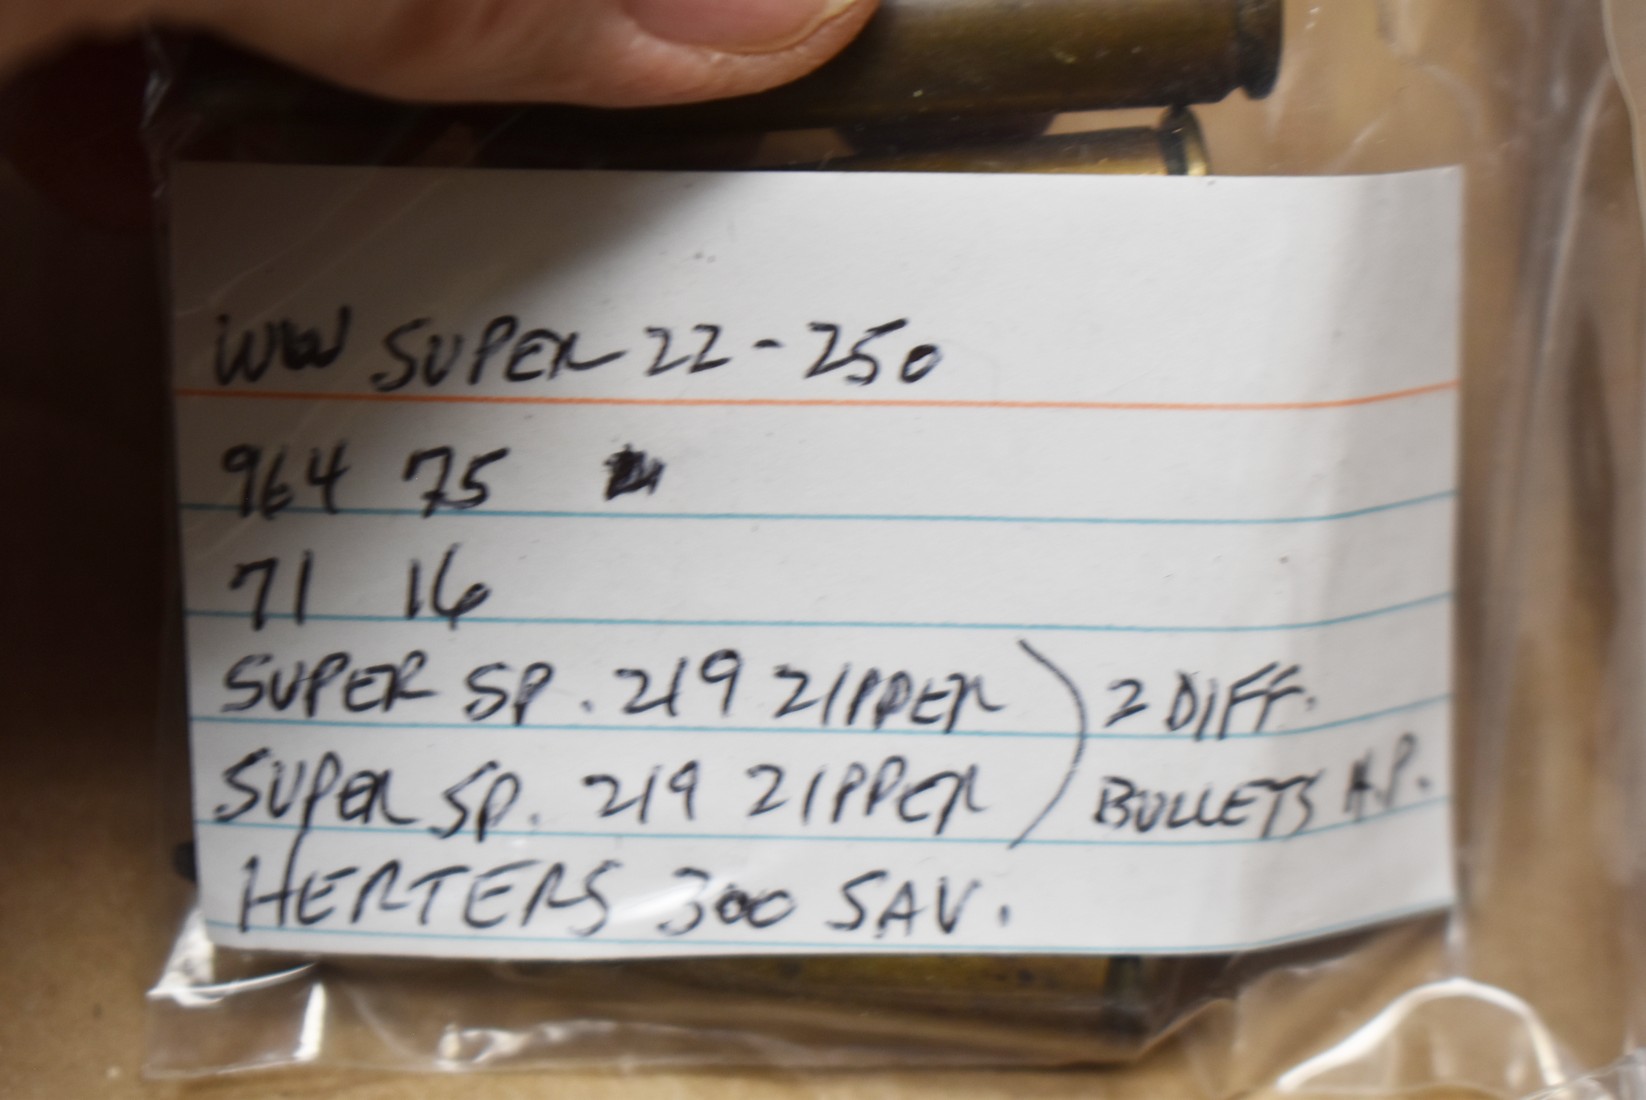 WW SUPER 22-250
964 75
71 16
SUPER SP. 219 ZIPPER
SUPER SP. 219 ZIPPER
2 DIFF.
BULLETS H.P.
HERTERS 300 SAV.